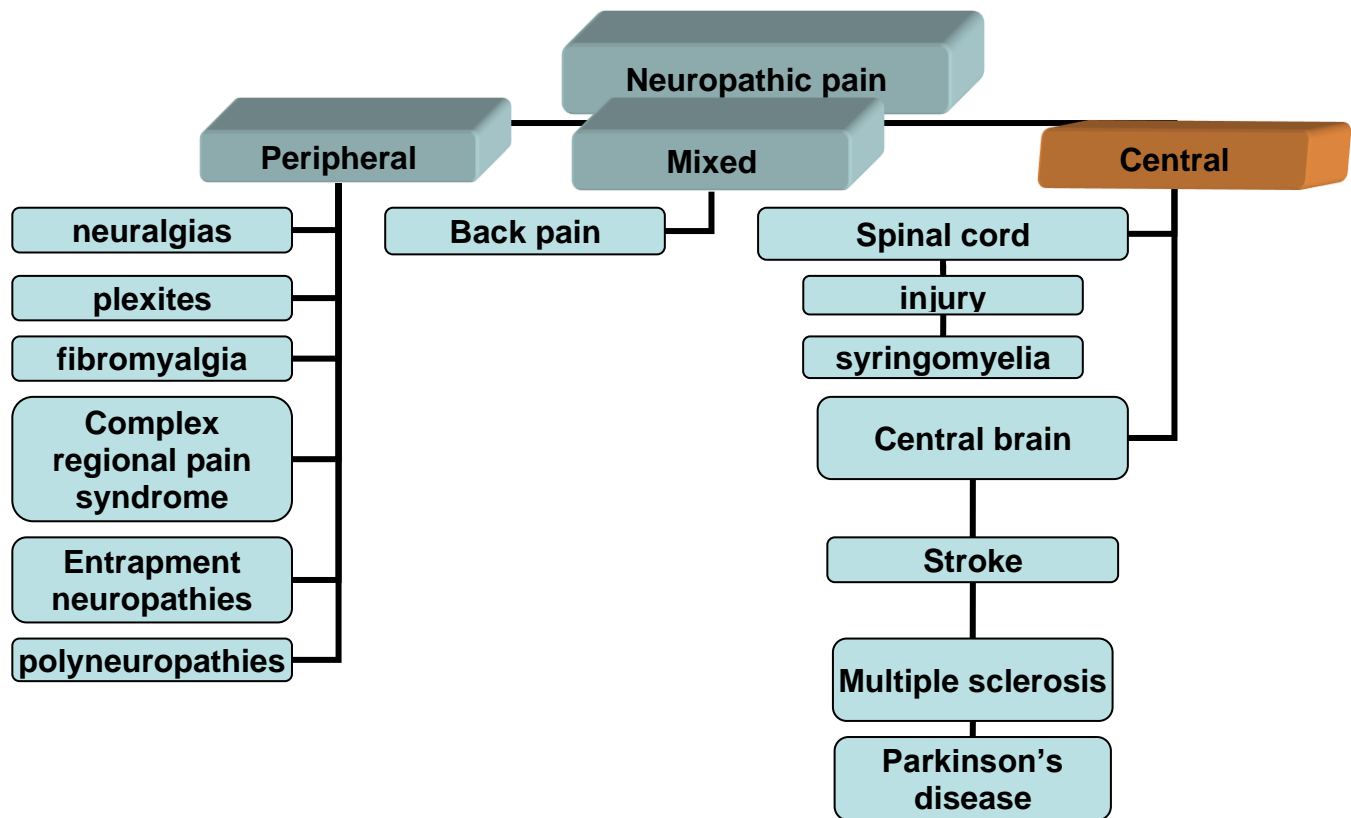 Neuropathic pain
Peripheral
Mixed
Central
neuralgias
plexites
fibromyalgia
Complex
regional pain
syndrome
Entrapment
neuropathies
polyneuropathies
Back pain
Spinal cord
injury
syringomyelia
Central brain
Stroke
Multiple sclerosis
Parkinson's
disease